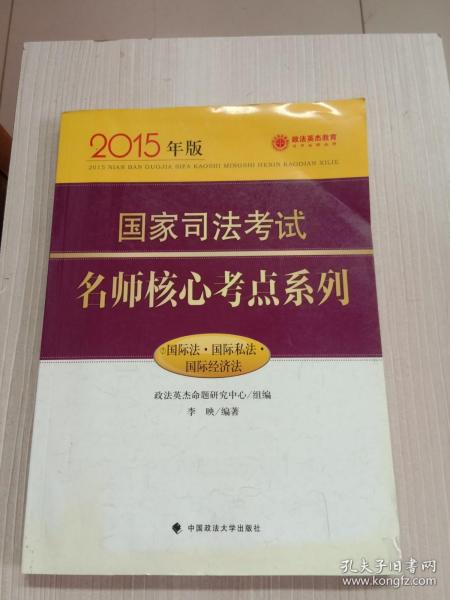 2015年版
政法英杰教育
2015 NIAN BAN GUOJIA SIFA KAOSHI MINGSHI HEXIN KAODIAN XILIE
国家司法考试
名师核心考点系列
⑦国际法·国际私法·
国际经济法
政法英杰命题研究中心/组编
李 映/编著
中国政法大学出版社
孔夫子旧书网
www.kongfz.com